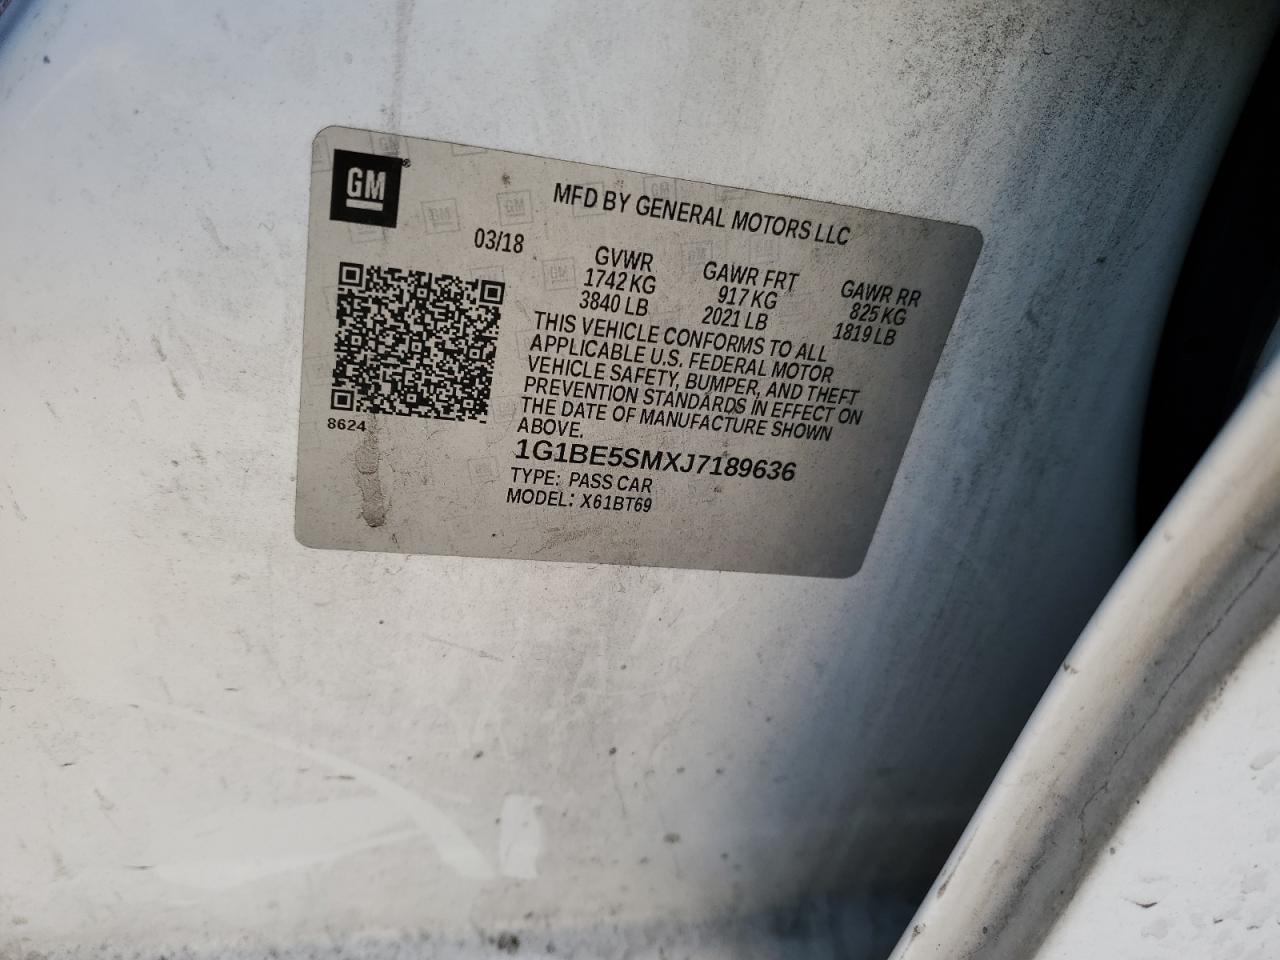 GM®
MFD BY GENERAL MOTORS LLC
03/18
GVWR
1742 KG
3840 LB
GAWR FRT
917 KG
2021 LB
GAWR RR
825 KG
1819 LB
THIS VEHICLE CONFORMS TO ALL
APPLICABLE U.S. FEDERAL MOTOR
VEHICLE SAFETY, BUMPER, AND THEFT
PREVENTION STANDARDS IN EFFECT ON
THE DATE OF MANUFACTURE SHOWN
ABOVE.
8624
1G1BE5SMXJ7189636
TYPE: PASS CAR
MODEL: X61BT69